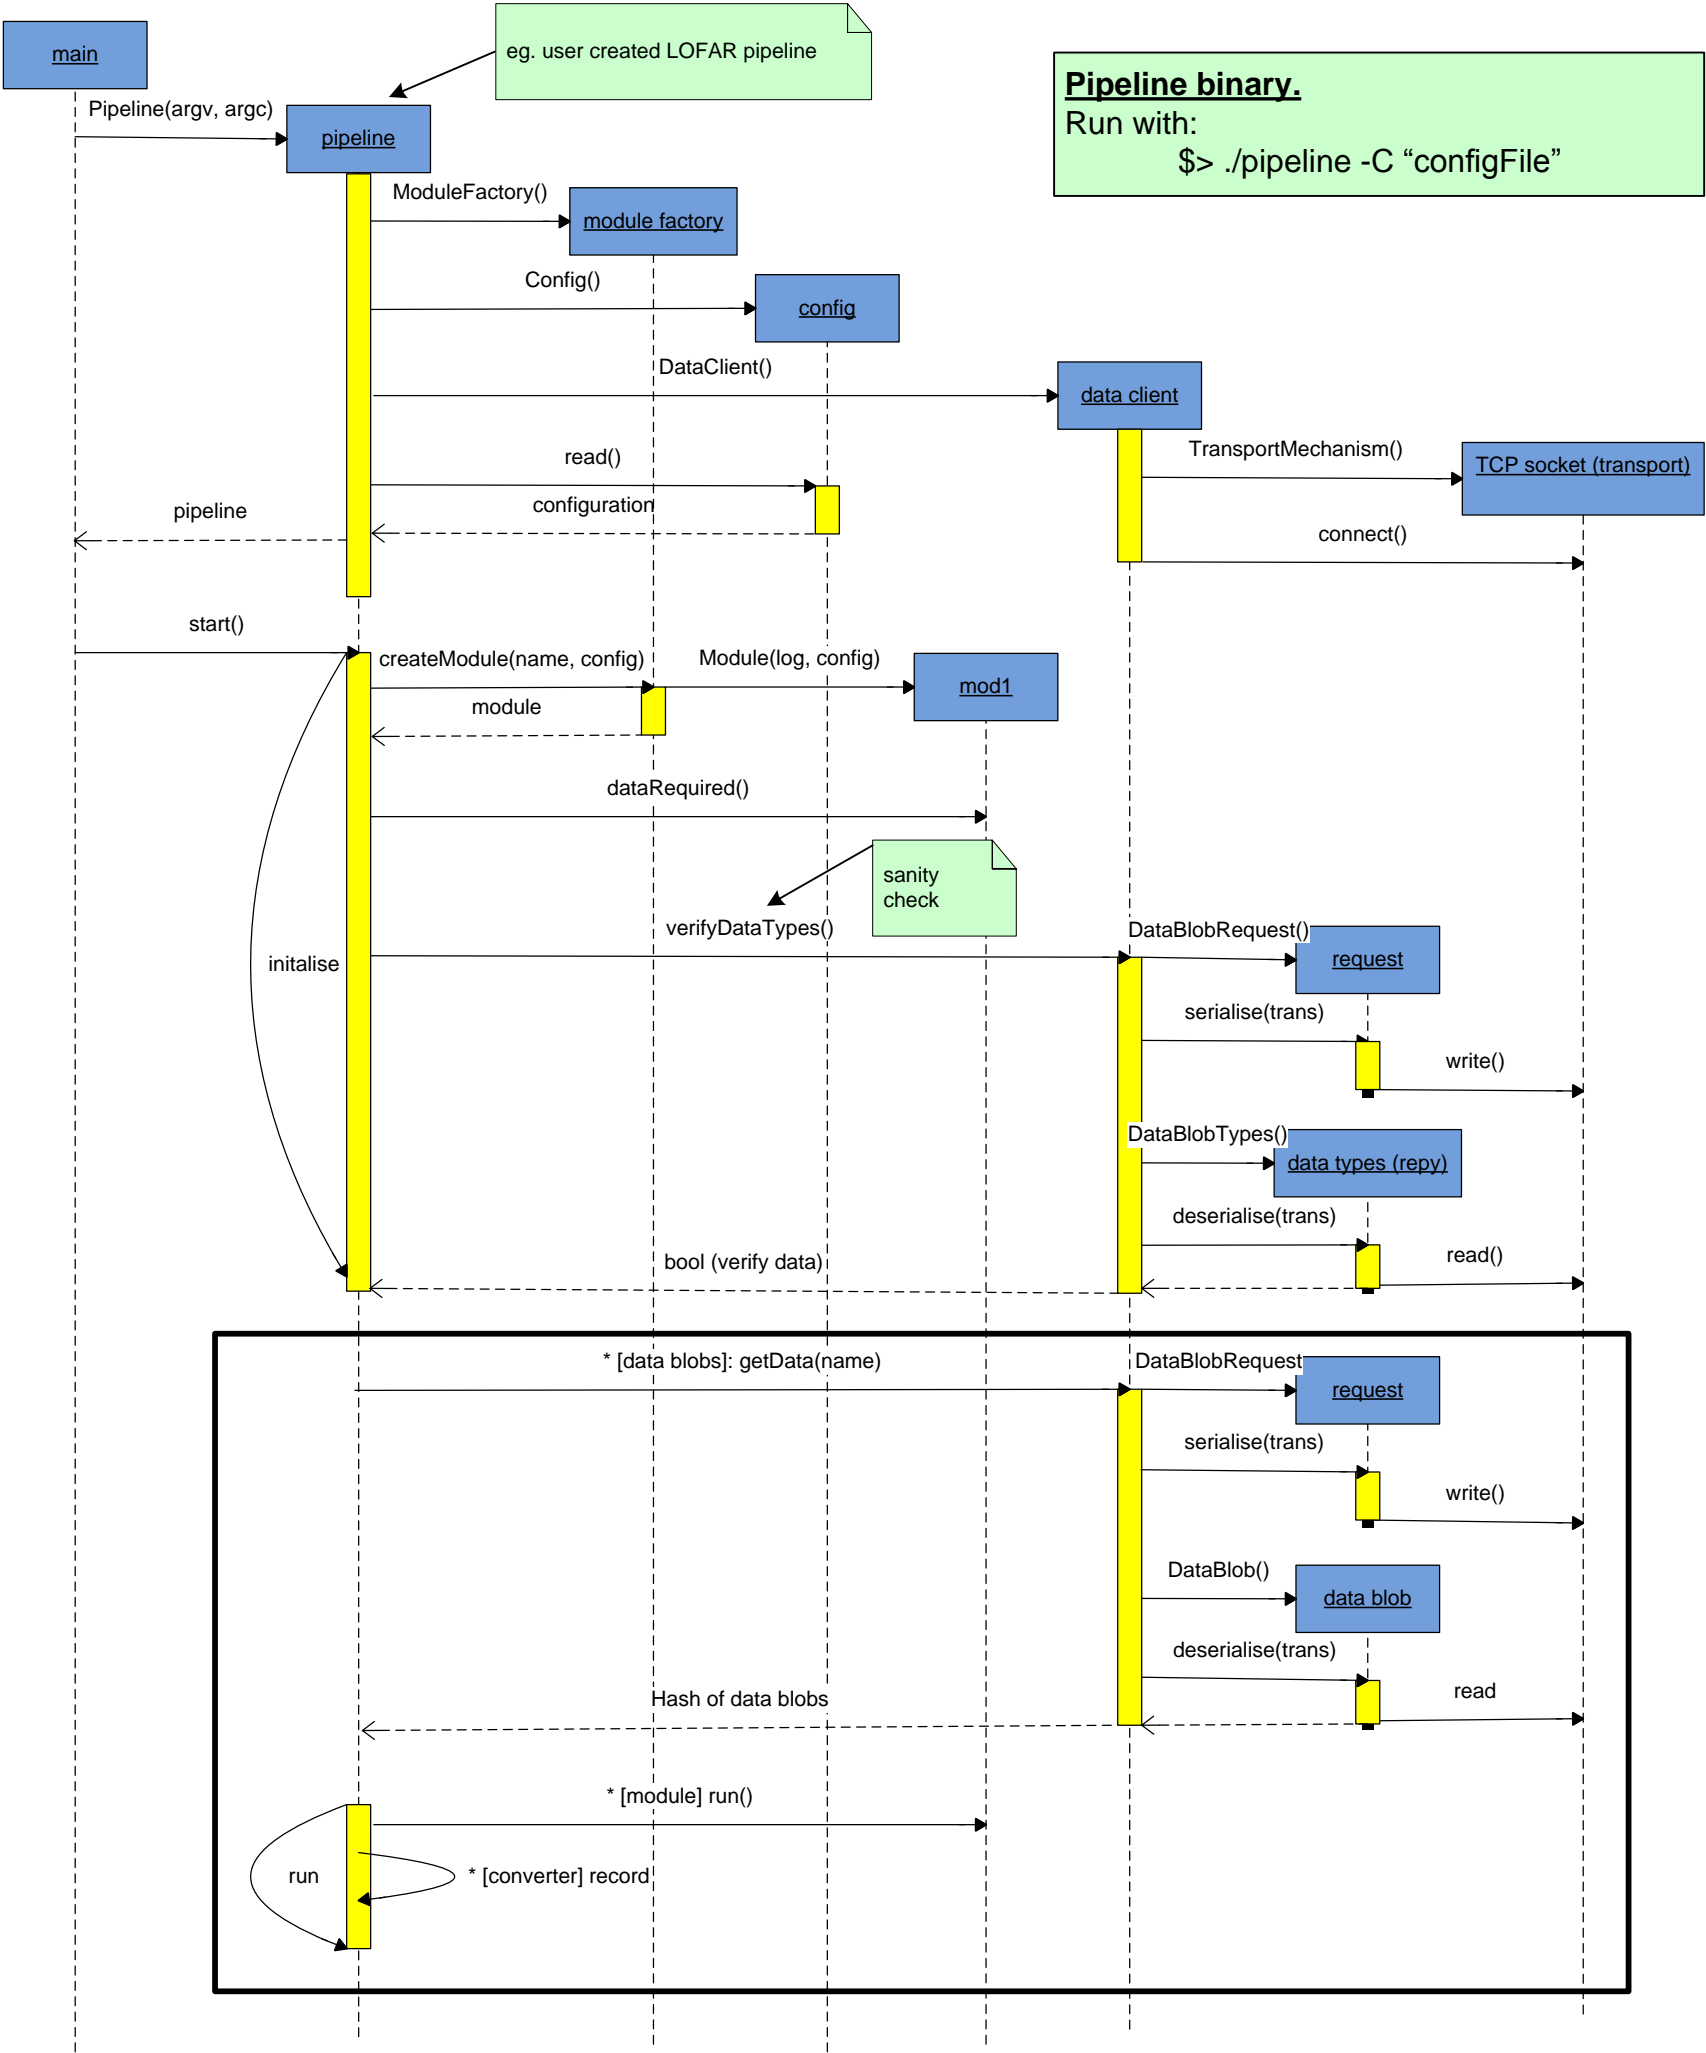 main
eg. user created LOFAR pipeline
Pipeline binary.
Run with:
$> ./pipeline -C “configFile”
Pipeline(argv, argc)
pipeline
ModuleFactory()
module factory
Config()
config
DataClient()
data client
TransportMechanism()
TCP socket (transport)
read()
configuration
pipeline
connect()
start()
createModule(name, config)
Module(log, config)
mod1
module
dataRequired()
sanity
check
verifyDataTypes()
DataBlobRequest()
request
initalise
serialise(trans)
write()
DataBlobTypes()
data types (repy)
deserialise(trans)
read()
bool (verify data)
* [data blobs]: getData(name)
DataBlobRequest
request
serialise(trans)
write()
DataBlob()
data blob
deserialise(trans)
read
Hash of data blobs
* [module] run()
run
* [converter] record